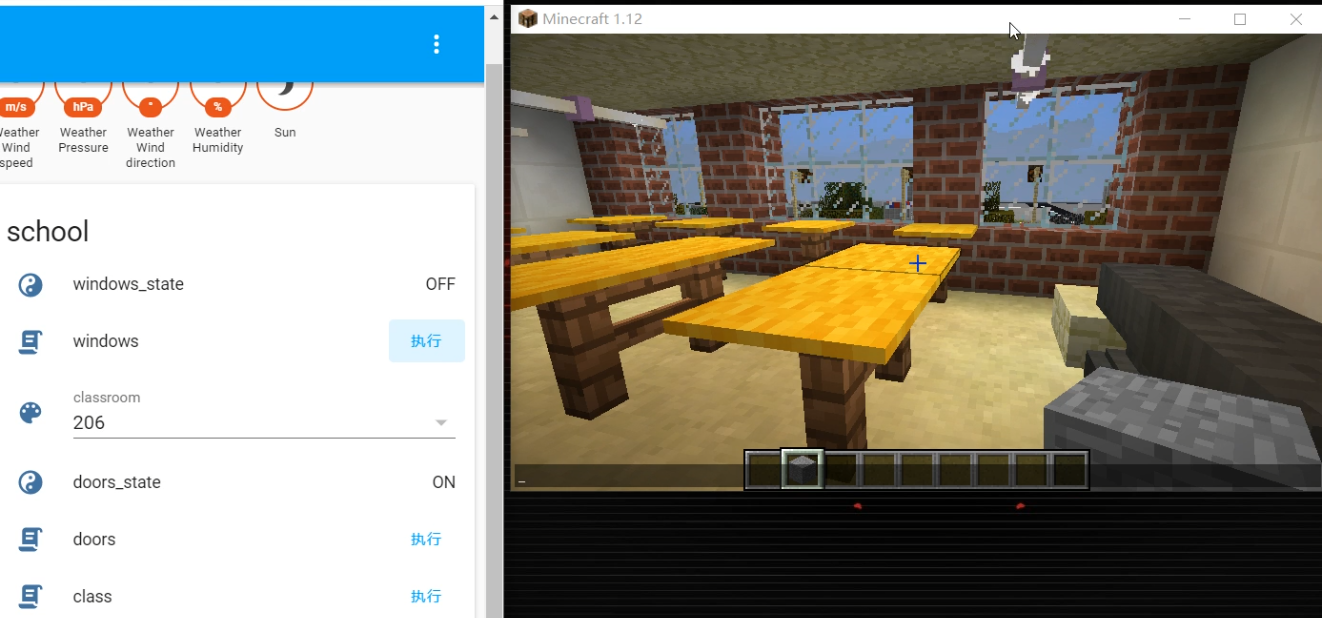 Minecraft 1.12
m/s
hPa
°
%
Weather
Wind
speed
Weather
Pressure
Weather
Wind
direction
Weather
Humidity
Sun
school
windows_state
OFF
windows
执行
classroom
206
doors_state
ON
doors
执行
class
执行
_